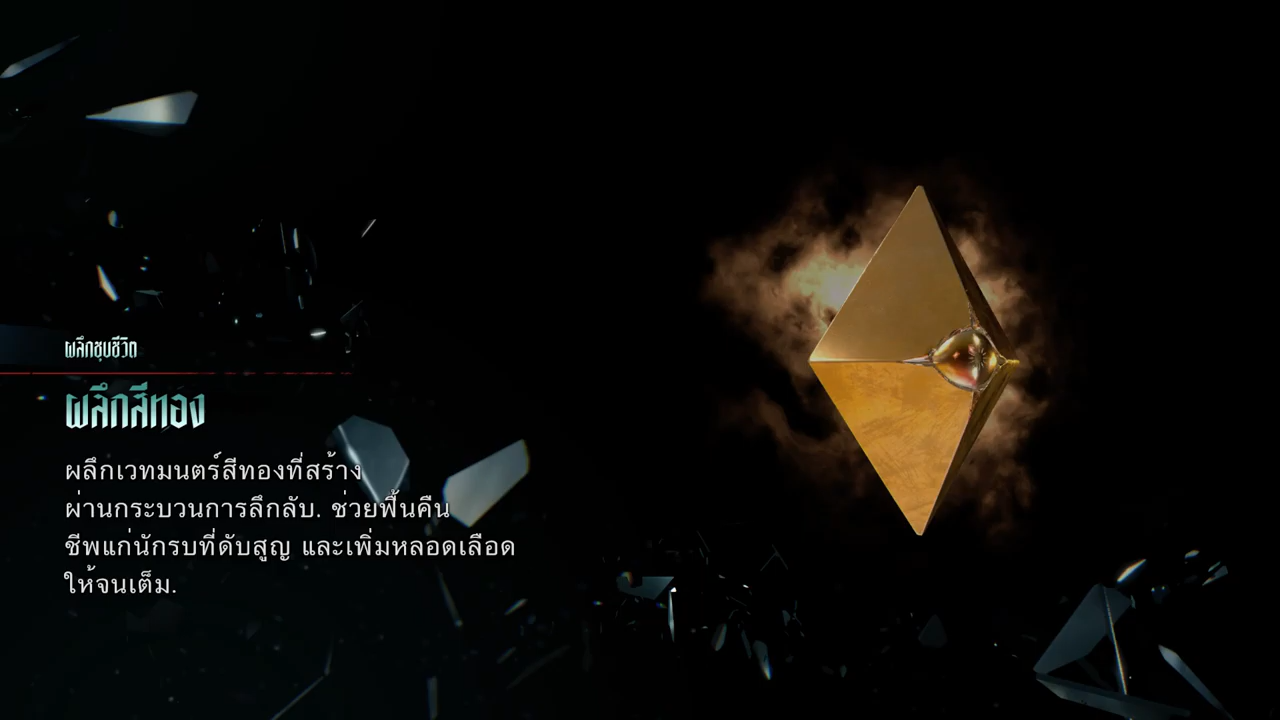 ผลึกชุบชีวิต
ผลึกสีทอง
ผลึกเวทมนตร์สีทองที่สร้าง
ผ่านกระบวนการลึกลับ. ช่วยฟื้นคืน
ชีพแก่นักรบที่ดับสูญ และเพิ่มหลอดเลือด
ให้จนเต็ม.